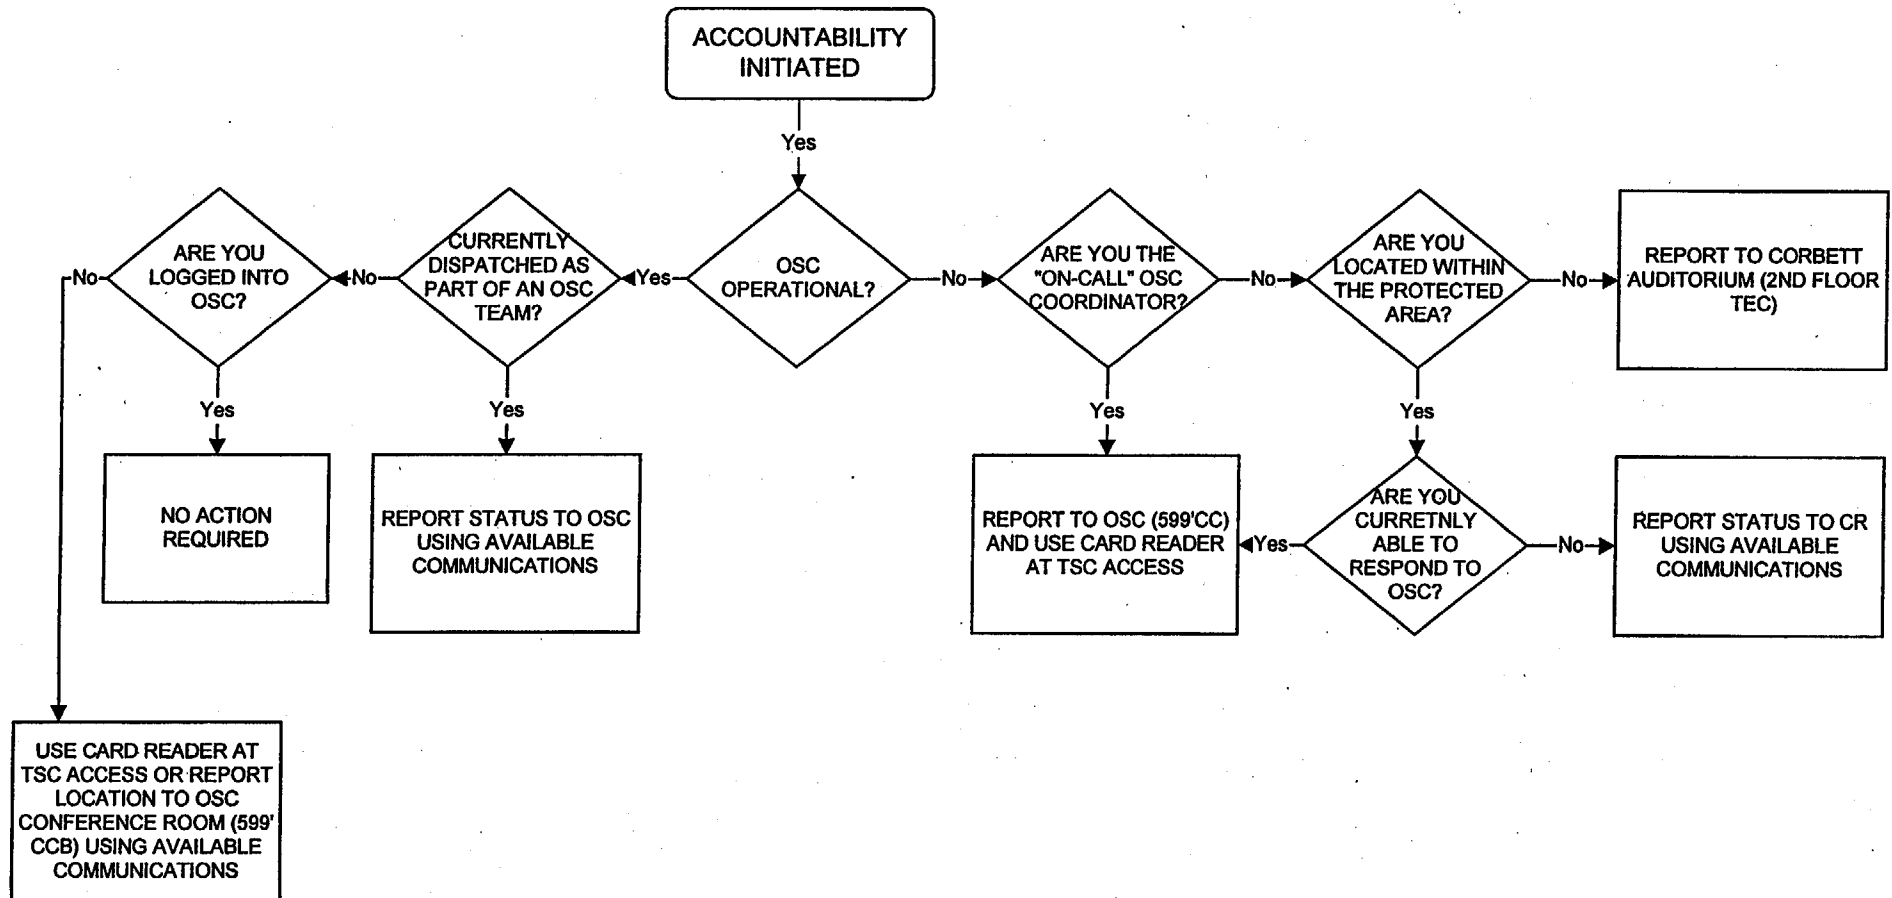 ACCOUNTABILITY
INITIATED
Yes
ARE YOU
LOGGED INTO
OSC?
No
Yes
CURRENTLY
DISPATCHED AS
PART OF AN OSC
TEAM?
No
Yes
OSC
OPERATIONAL?
Yes
No
ARE YOU THE
"ON-CALL" OSC
COORDINATOR?
No
Yes
ARE YOU
LOCATED WITHIN
THE PROTECTED
AREA?
No
Yes
REPORT TO CORBETT
AUDITORIUM (2ND FLOOR
TEC)
NO ACTION
REQUIRED
REPORT STATUS TO OSC
USING AVAILABLE
COMMUNICATIONS
REPORT TO OSC (599'CC)
AND USE CARD READER
AT TSC ACCESS
Yes
ARE YOU
CURRETNLY
ABLE TO
RESPOND TO
OSC?
No
REPORT STATUS TO CR
USING AVAILABLE
COMMUNICATIONS
USE CARD READER AT
TSC ACCESS OR REPORT
LOCATION TO OSC
CONFERENCE ROOM (599'
CCB) USING AVAILABLE
COMMUNICATIONS